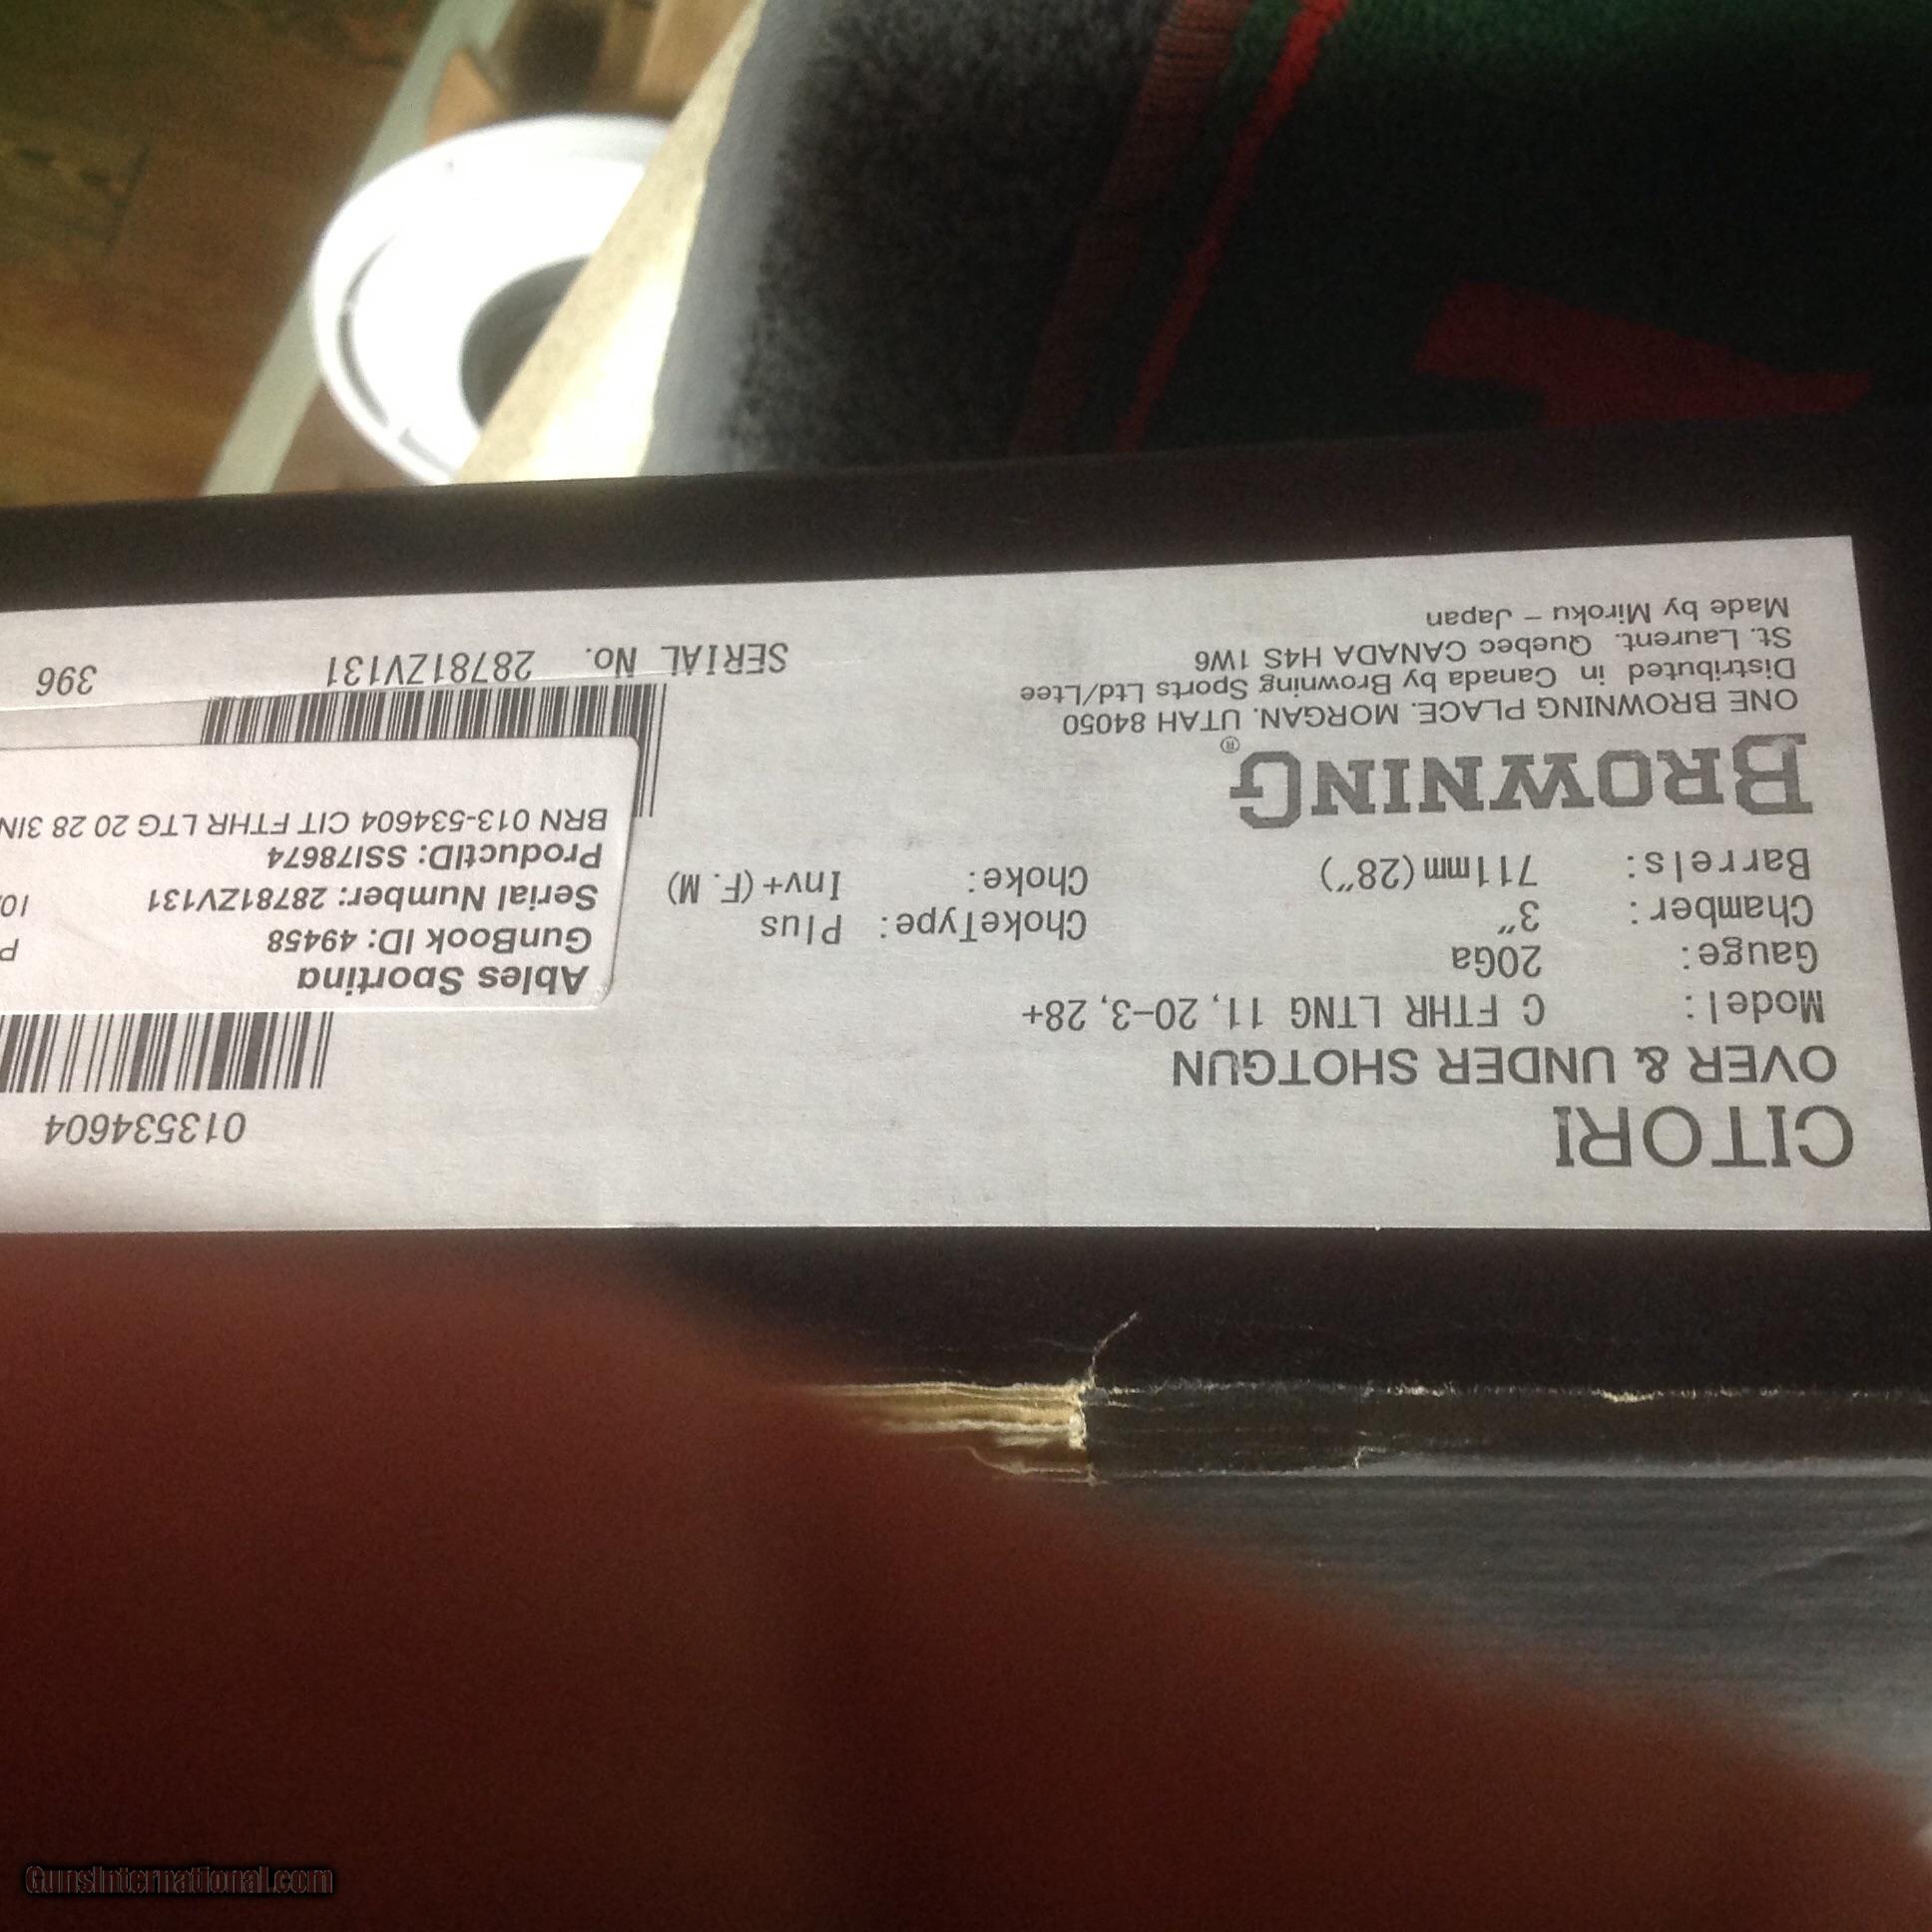 CITORI
OVER & UNDER SHOTGUN
Model: C FTHR LTNG 11, 20-3, 28+
Gauge: 20Ga
Chamber: 3"
Barrels: 711mm (28")
ChokeType: Plus
Choke: Inv+(F. M)
BROWNING®
ONE BROWNING PLACE. MORGAN. UTAH 84050
Distributed in Canada by Browning Sports Ltd/Ltee
St. Laurent. Quebec CANADA H4S 1W6
Made by Miroku - Japan
013534604
Ables Sporting
GunBook ID: 49458
Serial Number: 28781ZV131
ProductID: SSI78674
BRN 013-534604 CIT FTHR LTG 20 28 3IN
SERIAL No. 28781ZV131
396
GunsInternational.com